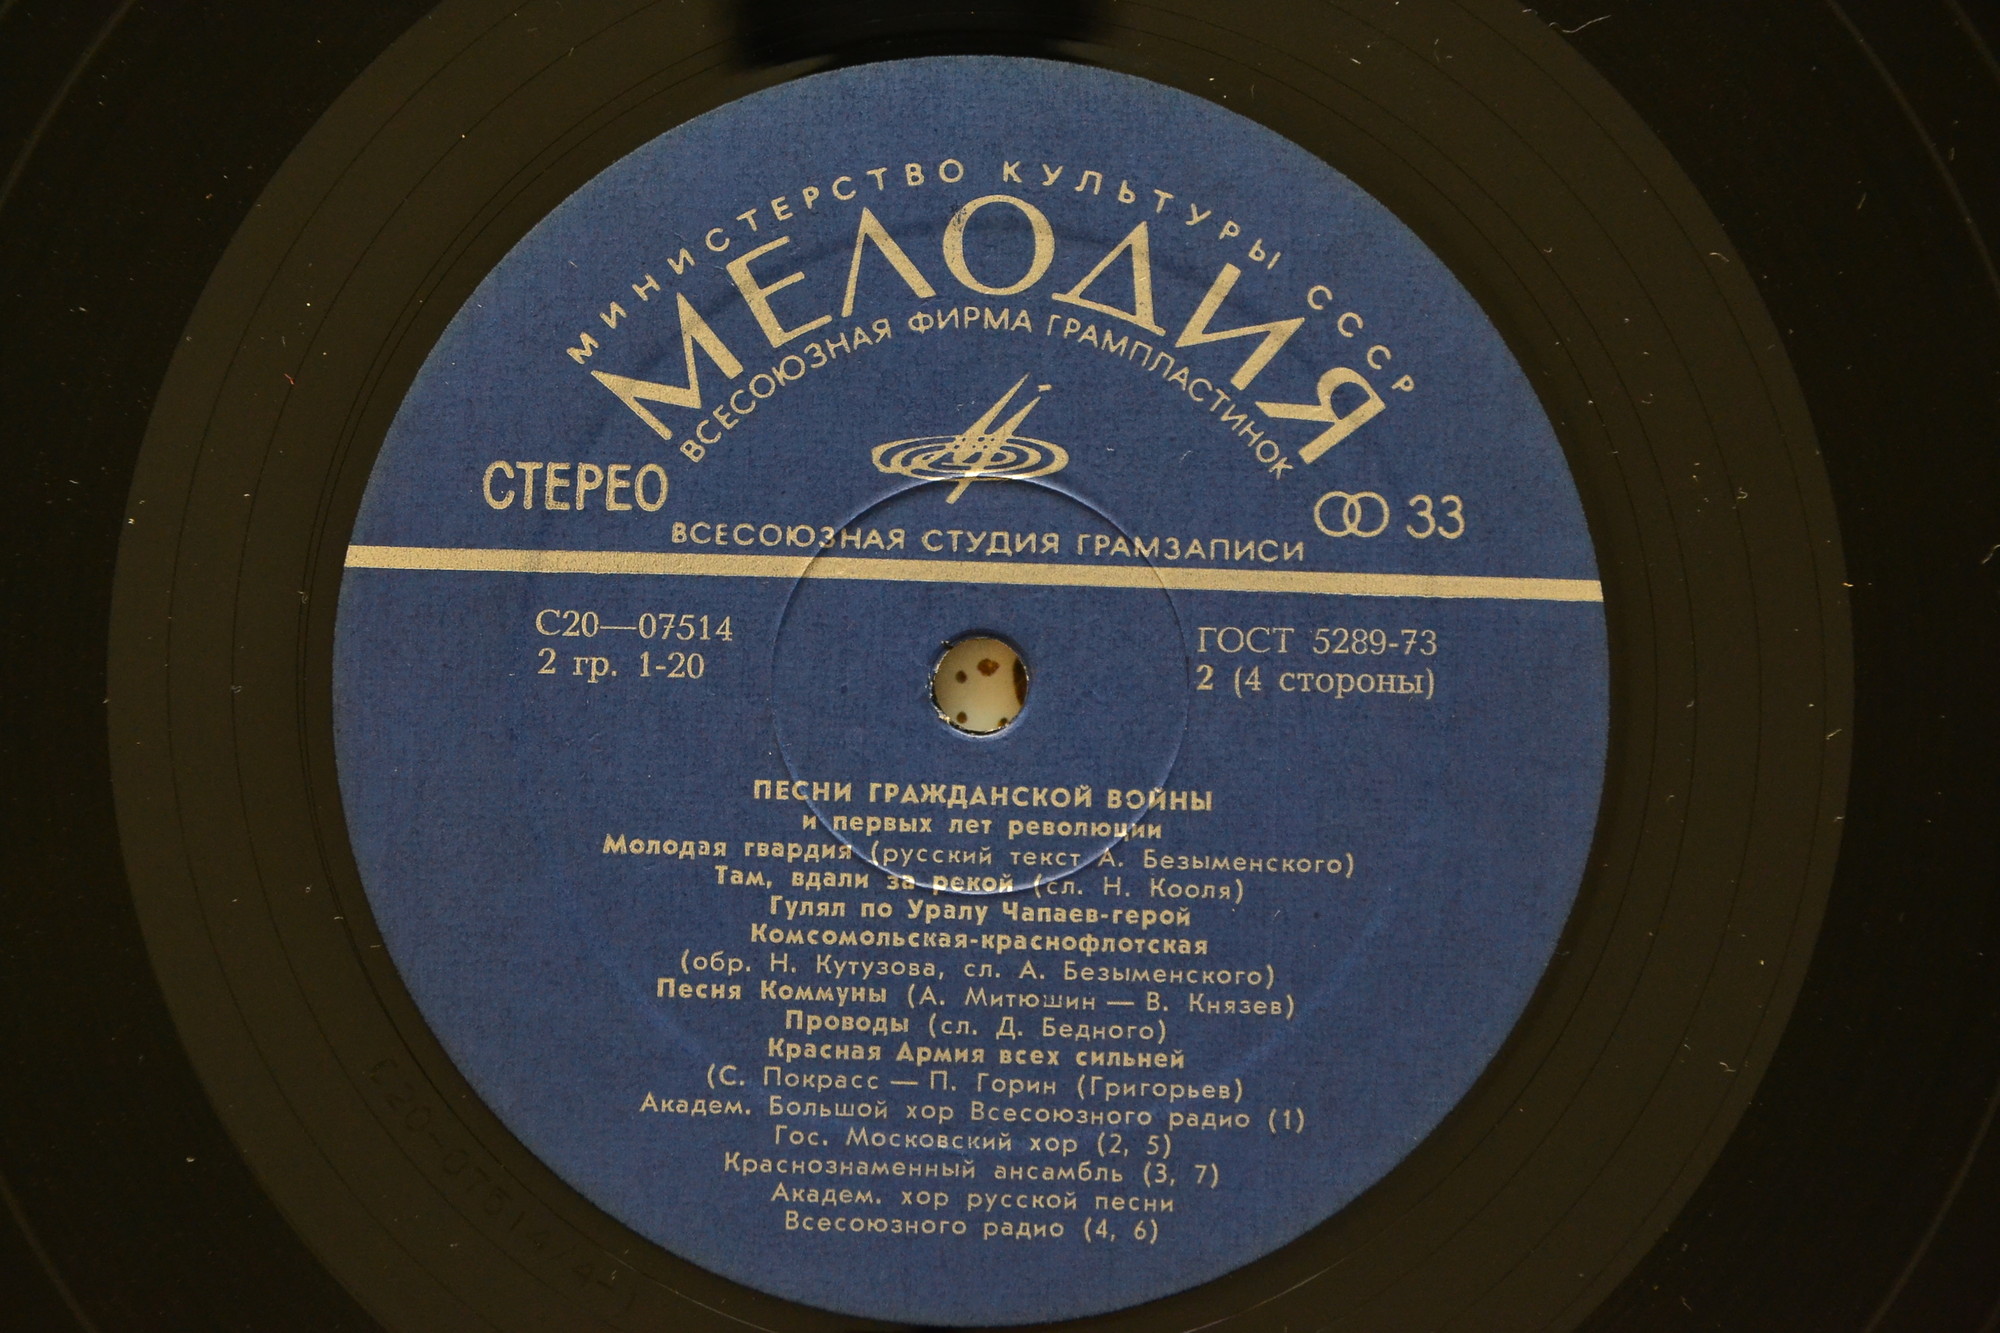 МИНИСТЕРСТВО КУЛЬТУРЫ СССР
МЕЛОДИЯ
ВСЕСОЮЗНАЯ ФИРМА ГРАМПЛАСТИНОК
СТЕРЕО
33
ВСЕСОЮЗНАЯ СТУДИЯ ГРАМЗАПИСИ
С20—07514
2 гр. 1-20
ГОСТ 5289-73
2 (4 стороны)
ПЕСНИ ГРАЖДАНСКОЙ ВОЙНЫ
и первых лет революции
Молодая гвардия (русский текст А. Безыменского)
Там, вдали за рекой (сл. Н. Кооля)
Гулял по Уралу Чапаев-герой
Комсомольская-краснофлотская
(обр. Н. Кутузова, сл. А. Безыменского)
Песня Коммуны (А. Митюшин — В. Князев)
Проводы (сл. Д. Бедного)
Красная Армия всех сильней
(С. Покрасс — П. Горин (Григорьев)
Академ. Большой хор Всесоюзного радио (1)
Гос. Московский хор (2, 5)
Краснознаменный ансамбль (3, 7)
Академ. хор русской песни
Всесоюзного радио (4, 6)